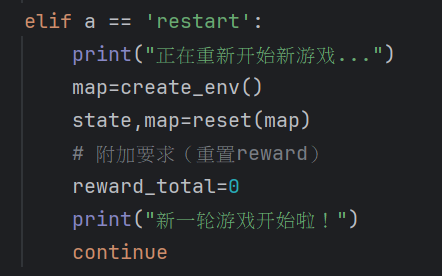 elif a == 'restart':
print("正在重新开始新游戏...")
map=create_env()
state,map=reset(map)
# 附加要求（重置reward）
reward_total=0
print("新一轮游戏开始啦！")
continue